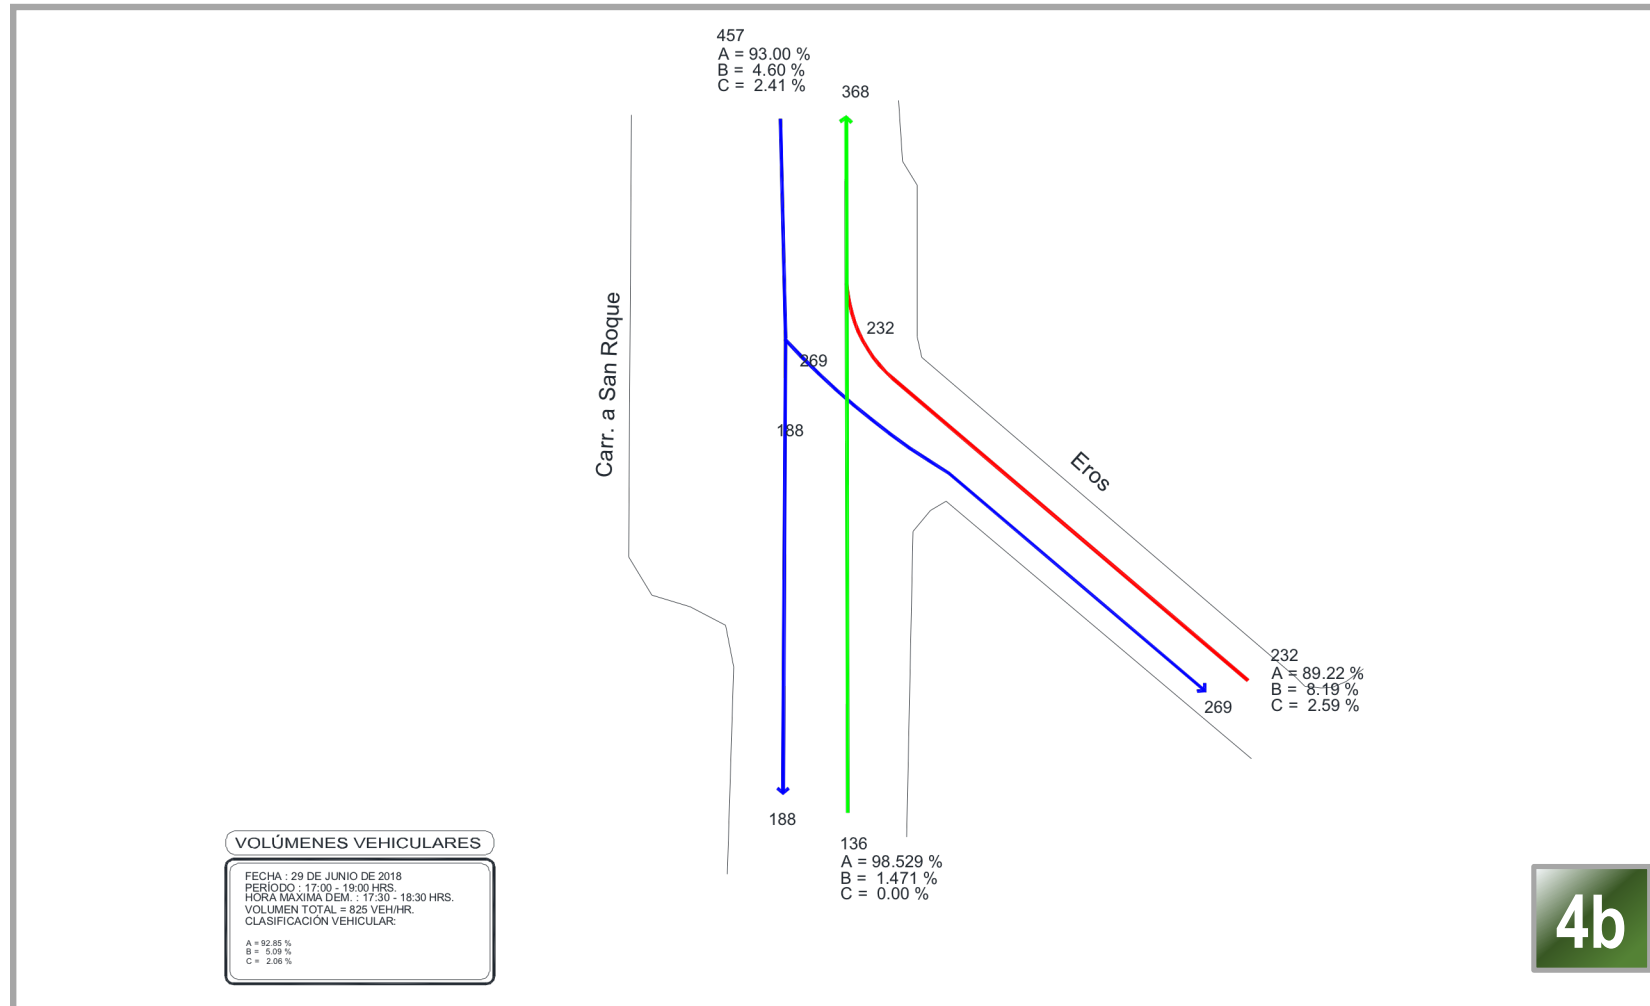 457
A = 93.00 %
B = 4.60 %
C = 2.41 %
368
Carr. a San Roque
232
269
188
Eros
232
A = 89.22 %
B = 8.19 %
C = 2.59 %
269
188
136
A = 98.529 %
B = 1.471 %
C = 0.00 %
VOLÚMENES VEHICULARES
FECHA : 29 DE JUNIO DE 2018
PERÍODO : 17:00 - 19:00 HRS.
HORA MAXIMA DEM. : 17:30 - 18:30 HRS.
VOLUMEN TOTAL = 825 VEH/HR.
CLASIFICACIÓN VEHICULAR:
A = 92.85 %
B = 5.09 %
C = 2.06 %
4b